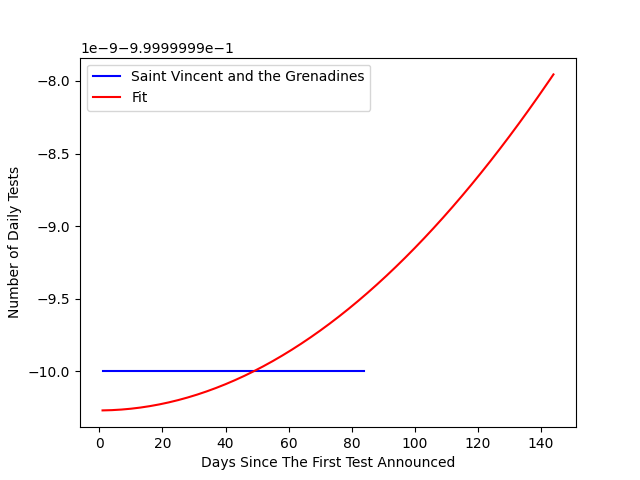 1e−9−9.9999999e−1
Saint Vincent and the Grenadines
Fit
−8.0
−8.5
−9.0
−9.5
−10.0
Number of Daily Tests
0 20 40 60 80 100 120 140
Days Since The First Test Announced